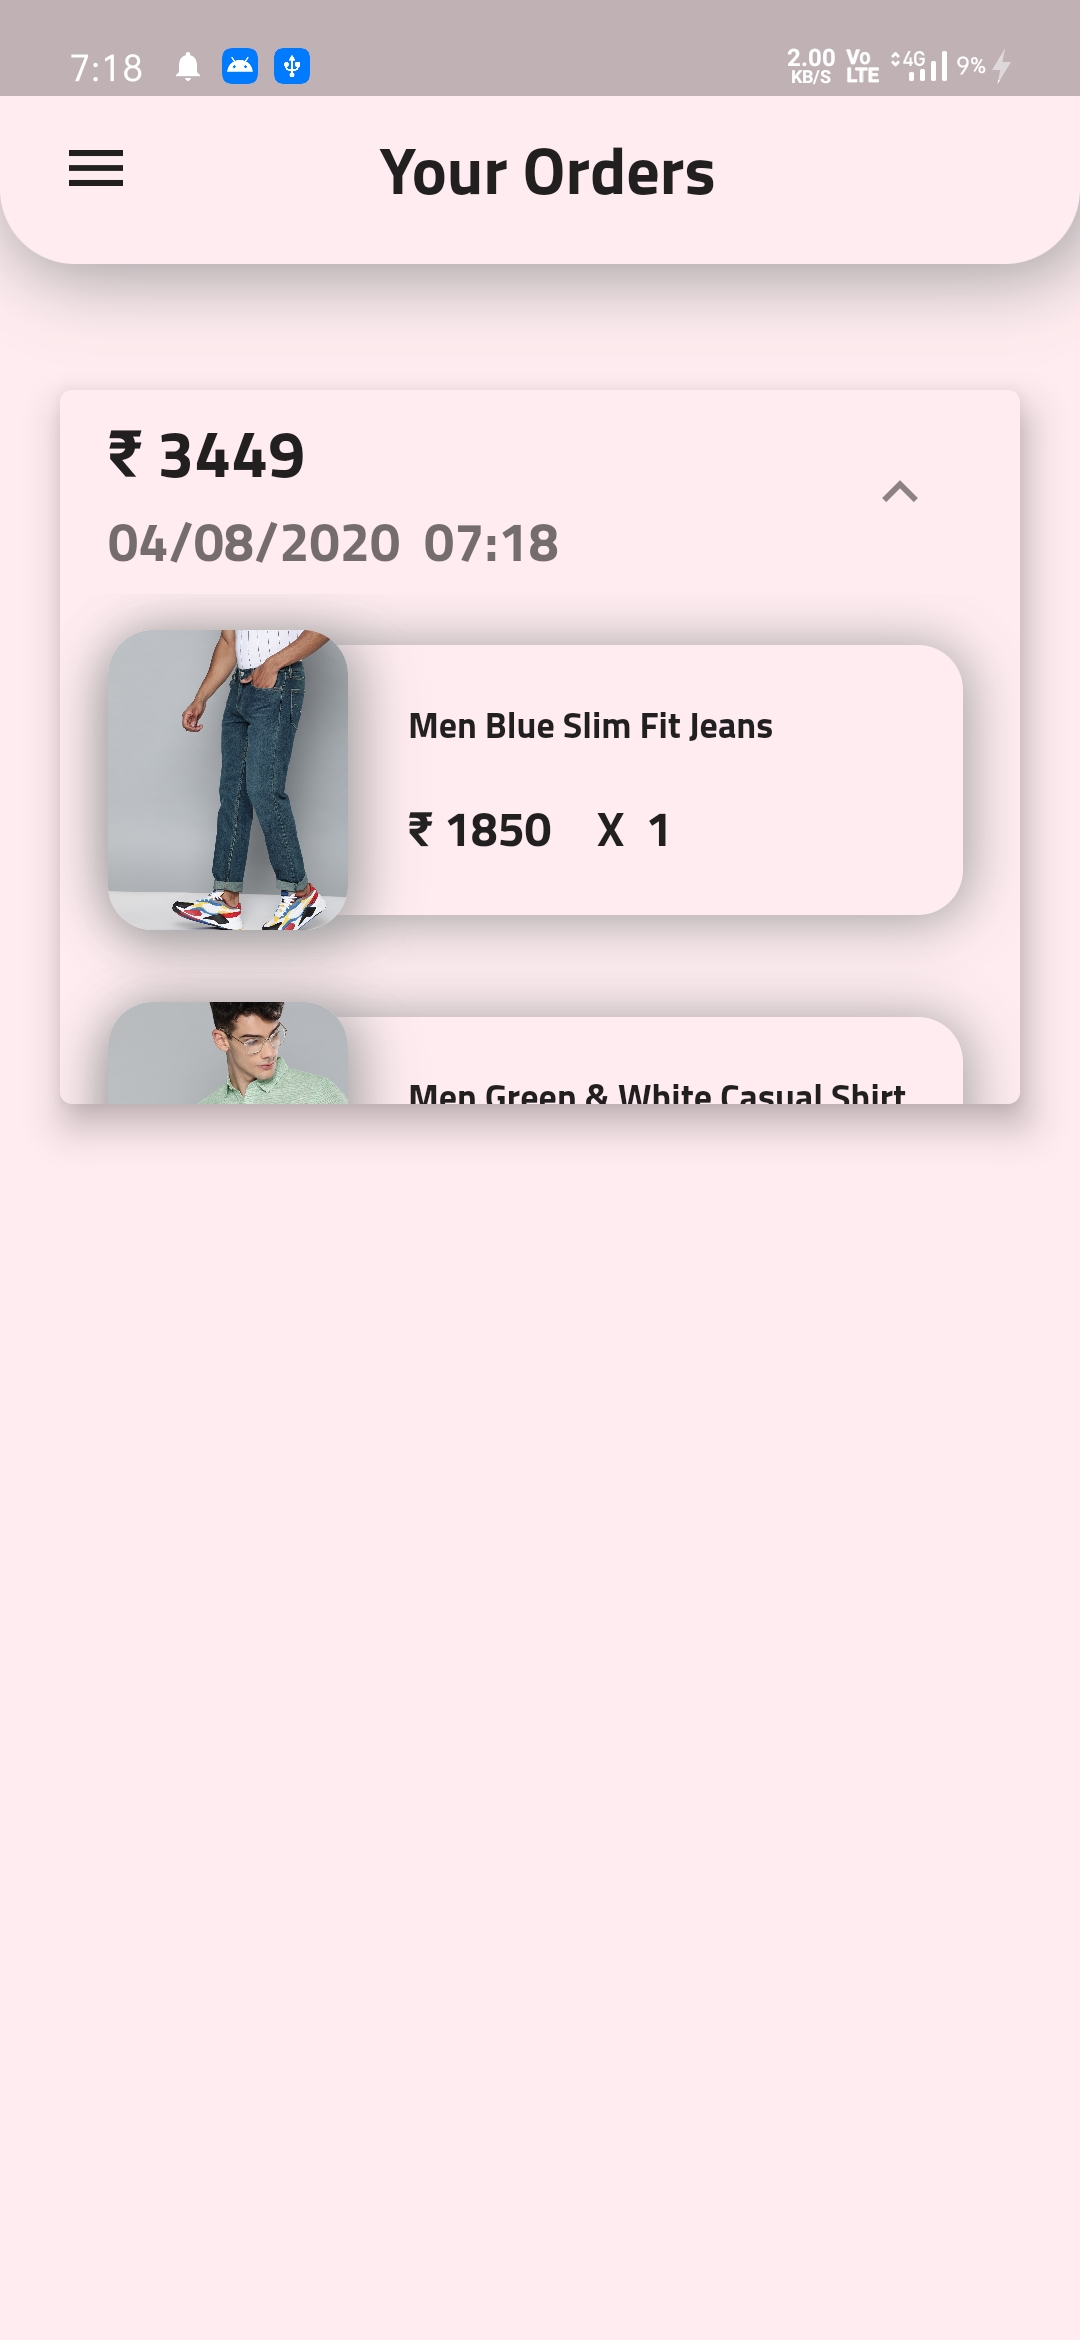 7:18 2.00 KB/S Vo LTE 4G 9%
Your Orders
₹ 3449
04/08/2020 07:18
Men Blue Slim Fit Jeans
₹ 1850 X 1
Men Green & White Casual Shirt